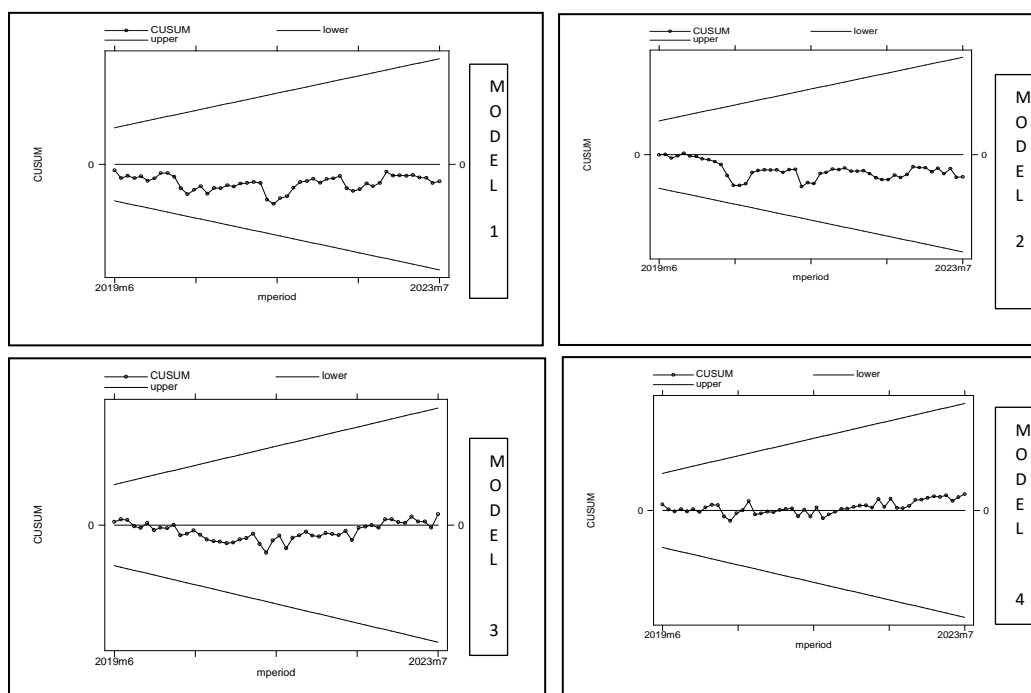 CUSUM lower
upper
CUSUM
0 0
2019m6 2023m7
mperiod
M
O
D
E
L
1
CUSUM lower
upper
CUSUM
0 0
2019m6 2023m7
mperiod
M
O
D
E
L
2
CUSUM lower
upper
CUSUM
0 0
2019m6 2023m7
mperiod
M
O
D
E
L
3
CUSUM lower
upper
CUSUM
0 0
2019m6 2023m7
mperiod
M
O
D
E
L
4